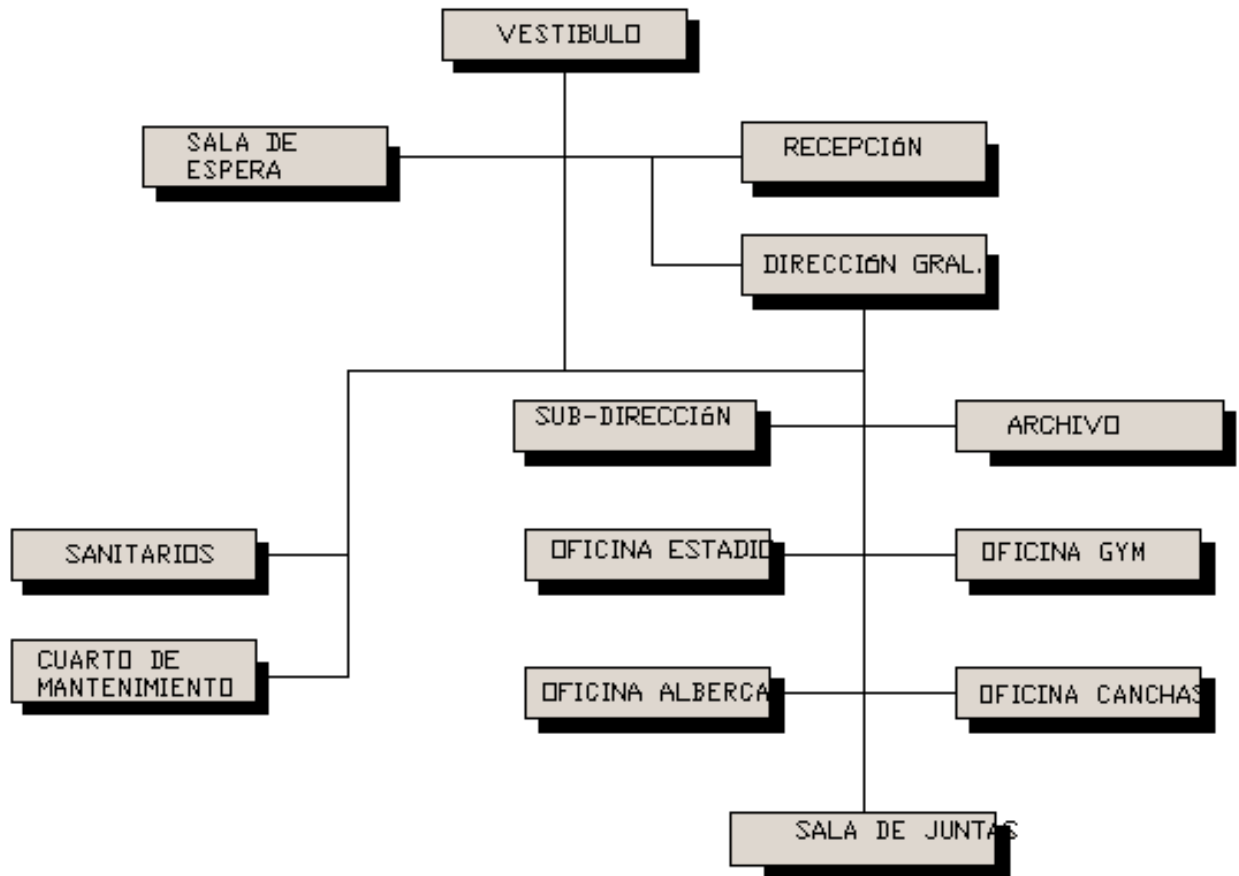 VESTIBULO
SALA DE
ESPERA
RECEPCIóN
DIRECCIóN GRAL.
SUB-DIRECCIóN
ARCHIVO
SANITARIOS
OFICINA ESTADIO
OFICINA GYM
CUARTO DE
MANTENIMIENTO
OFICINA ALBERCA
OFICINA CANCHAS
SALA DE JUNTAS